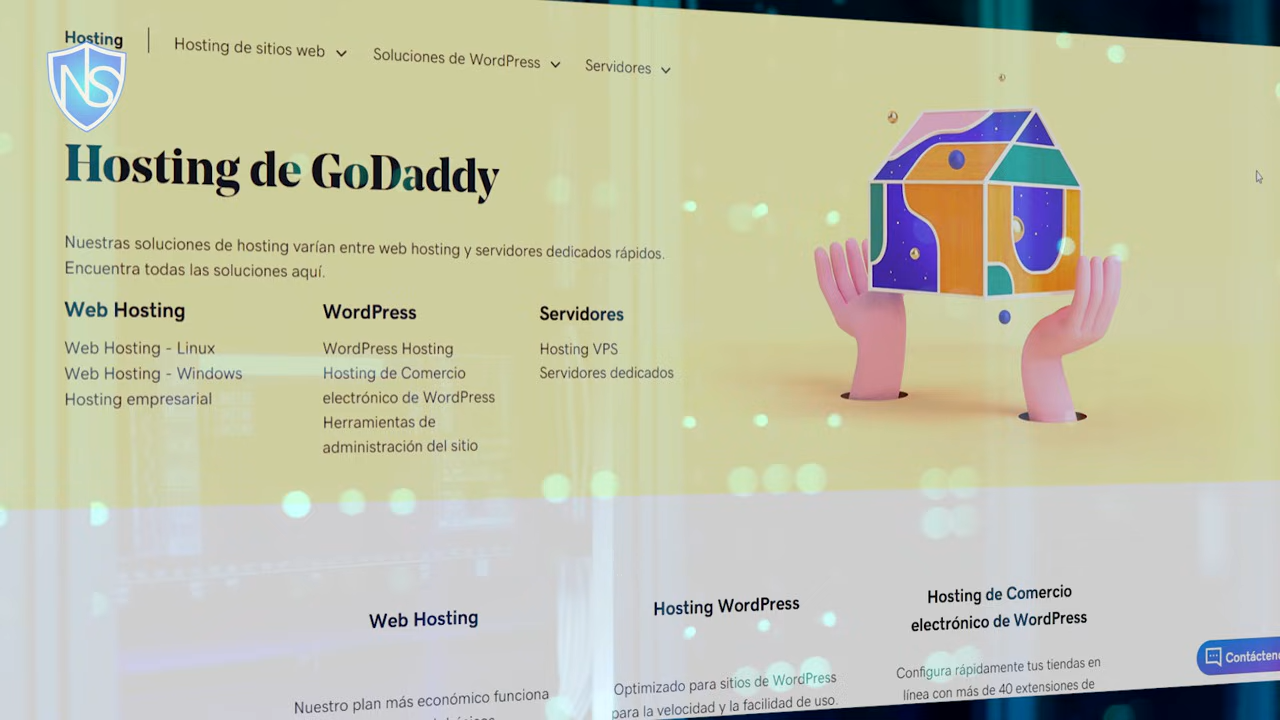 Hosting
Hosting de sitios web
Soluciones de WordPress
Servidores
NS
Hosting de GoDaddy
Nuestras soluciones de hosting varían entre web hosting y servidores dedicados rápidos.
Encuentra todas las soluciones aquí.
Web Hosting
Web Hosting - Linux
Web Hosting - Windows
Hosting empresarial
WordPress
WordPress Hosting
Hosting de Comercio
electrónico de WordPress
Herramientas de
administración del sitio
Servidores
Hosting VPS
Servidores dedicados
Web Hosting
Nuestro plan más económico funciona
Hosting WordPress
Optimizado para sitios de WordPress
para la velocidad y la facilidad de uso.
Hosting de Comercio
electrónico de WordPress
Configura rápidamente tus tiendas en
línea con más de 40 extensiones de